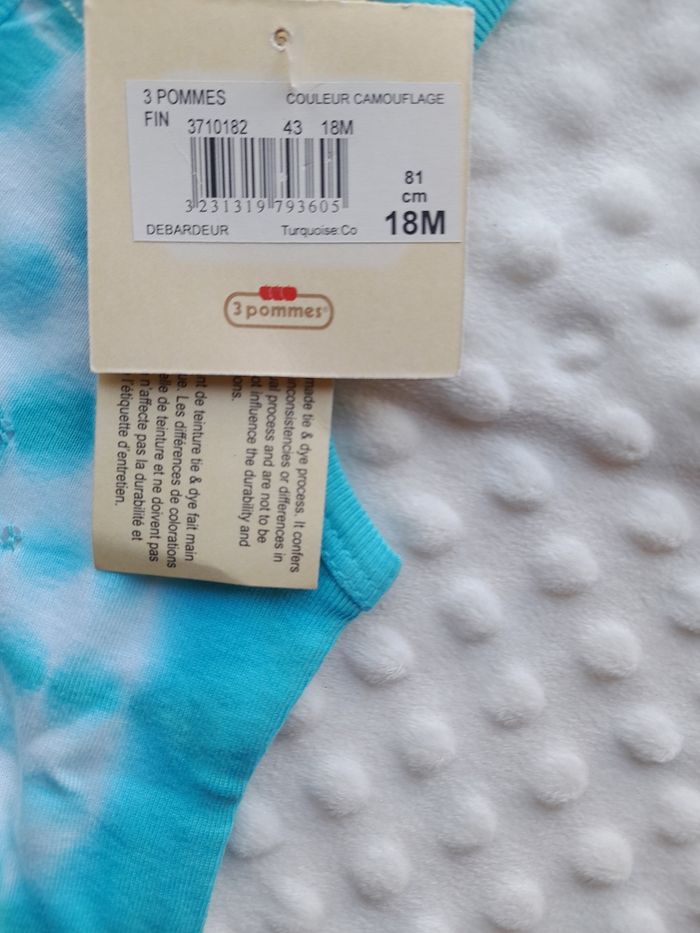 3 POMMES COULEUR CAMOUFLAGE
FIN 3710182 43 18M
81
cm
3 231319 793605
18M
DEBARDEUR Turquoise:Co
3 pommes
made tie & dye process. It confers
inconsistencies or differences in
process and are not to be
influence the durability and
de teinture tie & dye fait main
Les différences de colorations
de teinture et ne doivent pas
n'affecte pas la durabilité et
l'étiquette d'entretien.